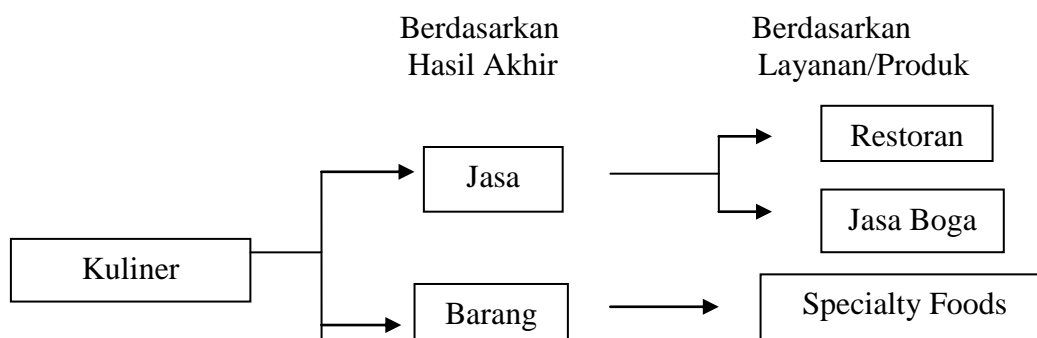 Berdasarkan
Hasil Akhir
Berdasarkan
Layanan/Produk
Restoran
Jasa
Jasa Boga
Kuliner
Barang
Specialty Foods